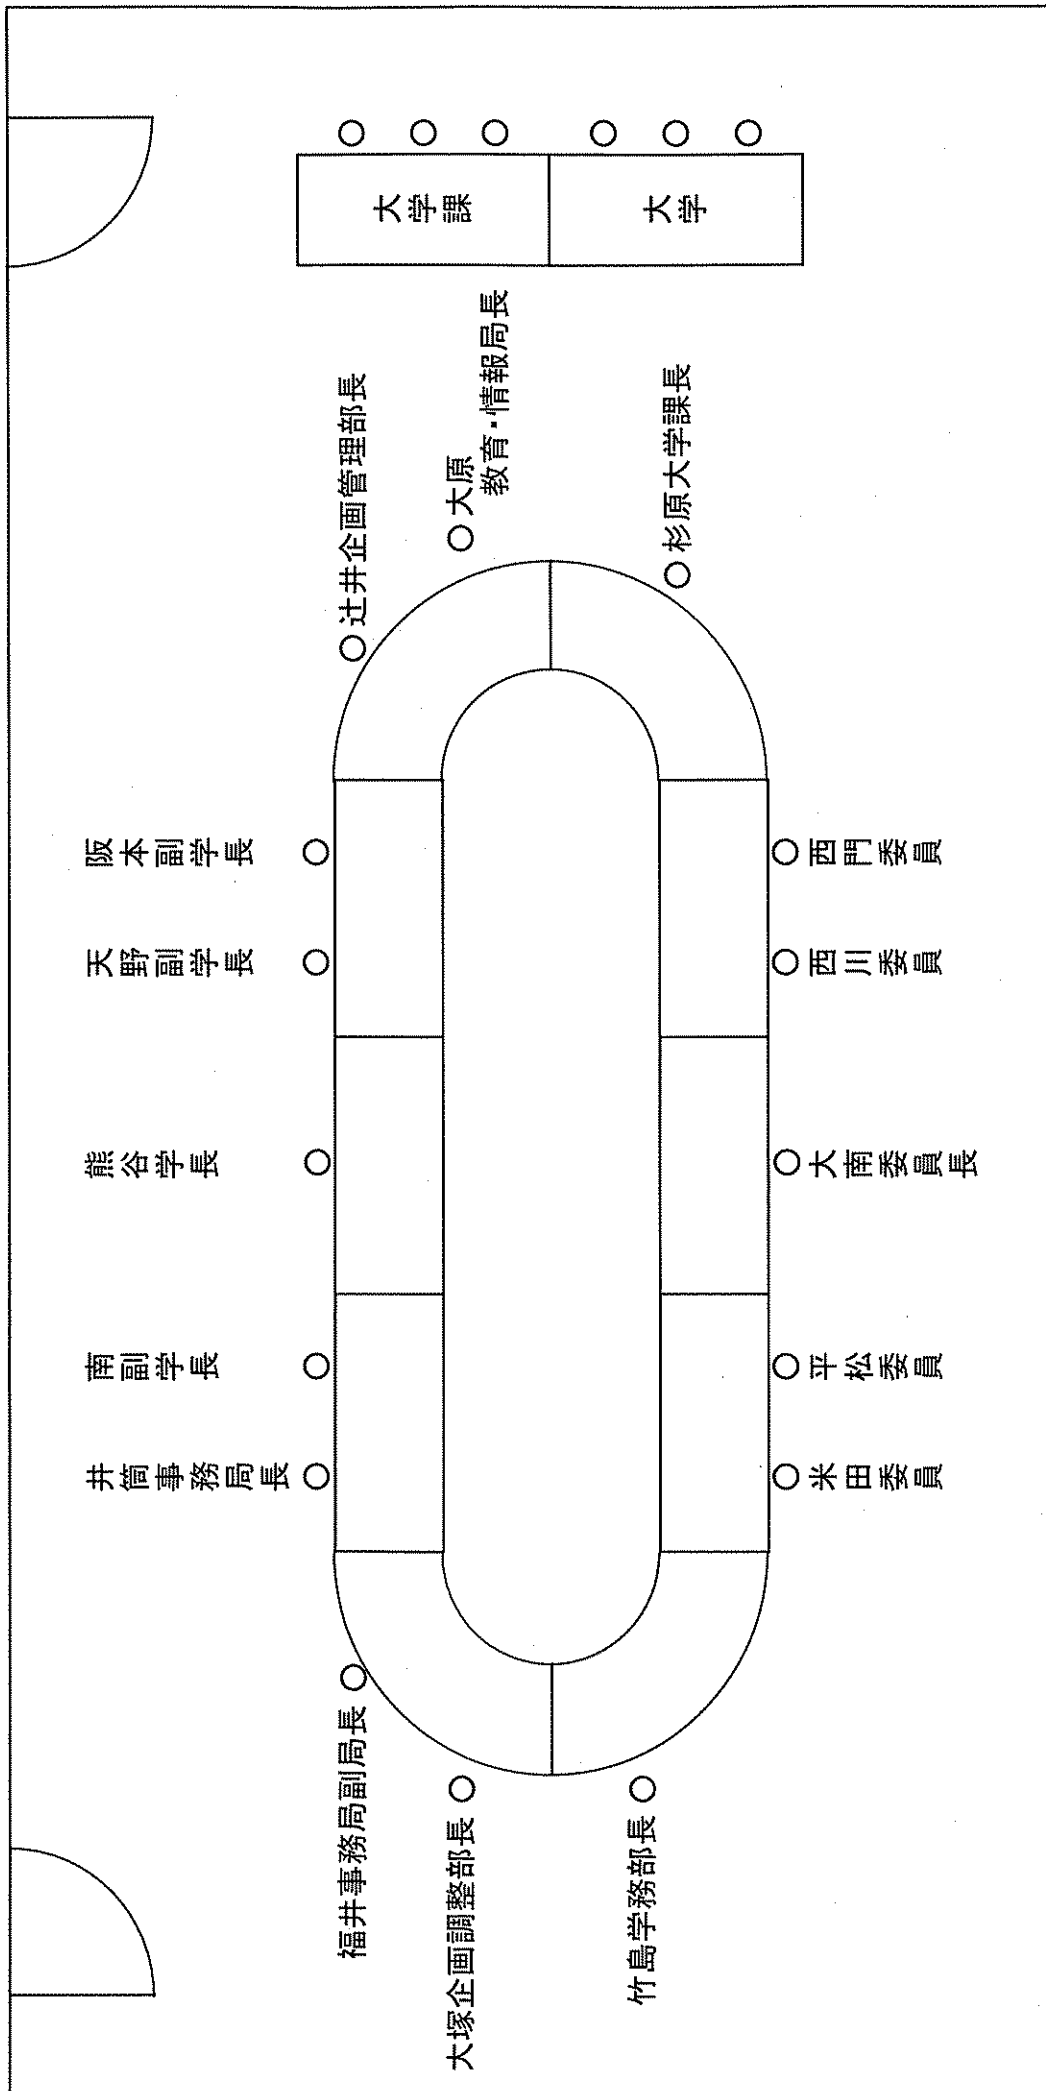 大学課
大学
辻井企画管理部長
大原
教育・情報局長
杉原大学課長
阪本副学長
天野副学長
熊谷学長
南副学長
井筒事務局長
西門委員
西川委員
大南委員長
平松委員
米田委員
福井事務局副局長
大塚企画調整部長
竹島学務部長